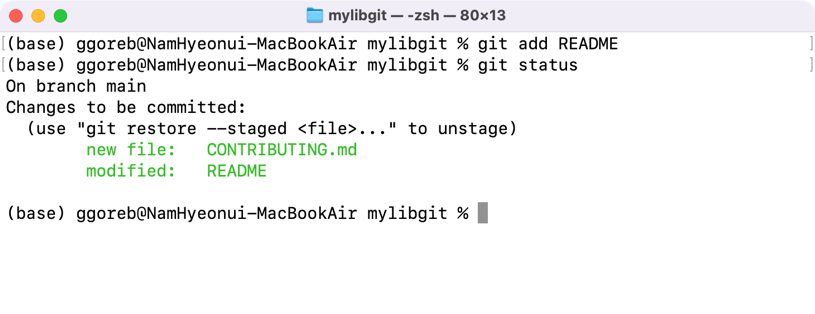 mylibgit — -zsh — 80×13
(base) ggoreb@NamHyeonui-MacBookAir mylibgit % git add README
(base) ggoreb@NamHyeonui-MacBookAir mylibgit % git status
On branch main
Changes to be committed:
  (use "git restore --staged <file>..." to unstage)
        new file:   CONTRIBUTING.md
        modified:   README
(base) ggoreb@NamHyeonui-MacBookAir mylibgit %